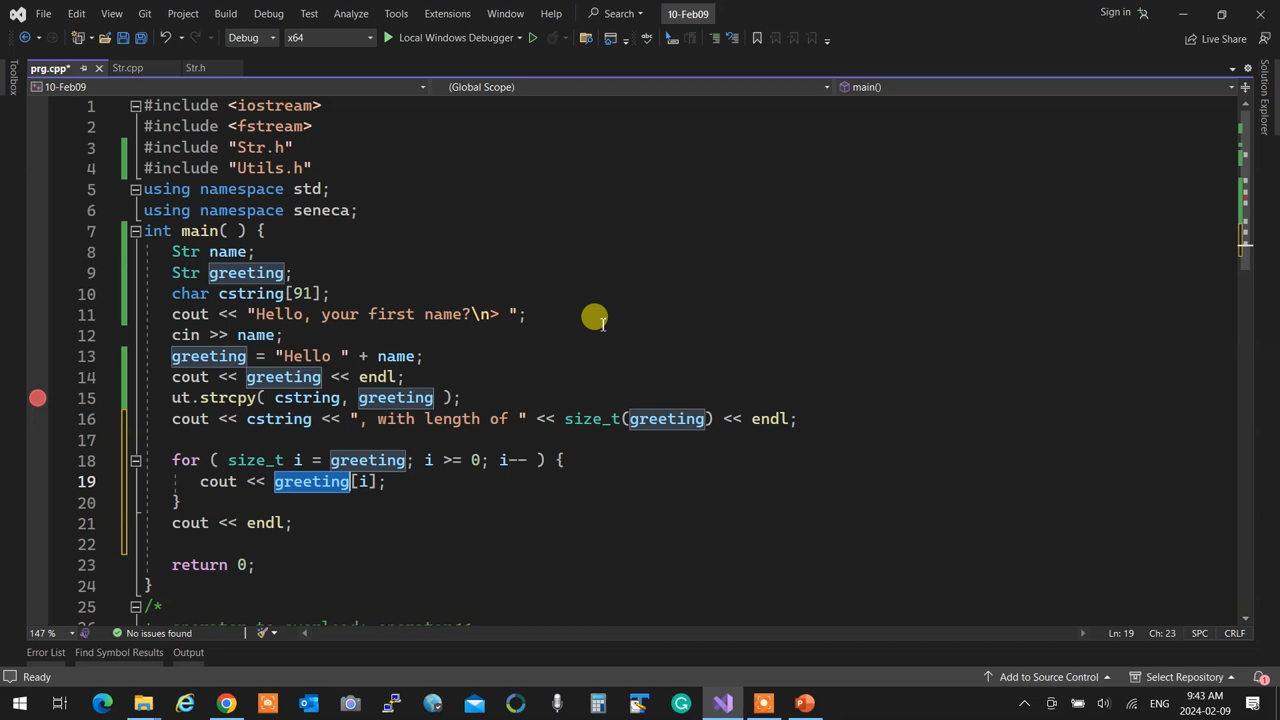 File Edit View Git Project Build Debug Test Analyze Tools Extensions Window Help Search 10-Feb09 Sign in
Debug x64 Local Windows Debugger Live Share
prg.cpp* Str.cpp Str.h
10-Feb09 (Global Scope) main()
Toolbox
Solution Explorer
1 #include <iostream>
2 #include <fstream>
3 #include "Str.h"
4 #include "Utils.h"
5 using namespace std;
6 using namespace seneca;
7 int main( ) {
8 Str name;
9 Str greeting;
10 char cstring[91];
11 cout << "Hello, your first name?\n> ";
12 cin >> name;
13 greeting = "Hello " + name;
14 cout << greeting << endl;
15 ut.strcpy( cstring, greeting );
16 cout << cstring << ", with length of " << size_t(greeting) << endl;
17
18 for ( size_t i = greeting; i >= 0; i-- ) {
19 cout << greeting[i];
20 }
21 cout << endl;
22
23 return 0;
24 }
25 /*
147 % No issues found Ln: 19 Ch: 23 SPC CRLF
Error List Find Symbol Results Output
Ready Add to Source Control Select Repository 1
ENG 9:43 AM
2024-02-09